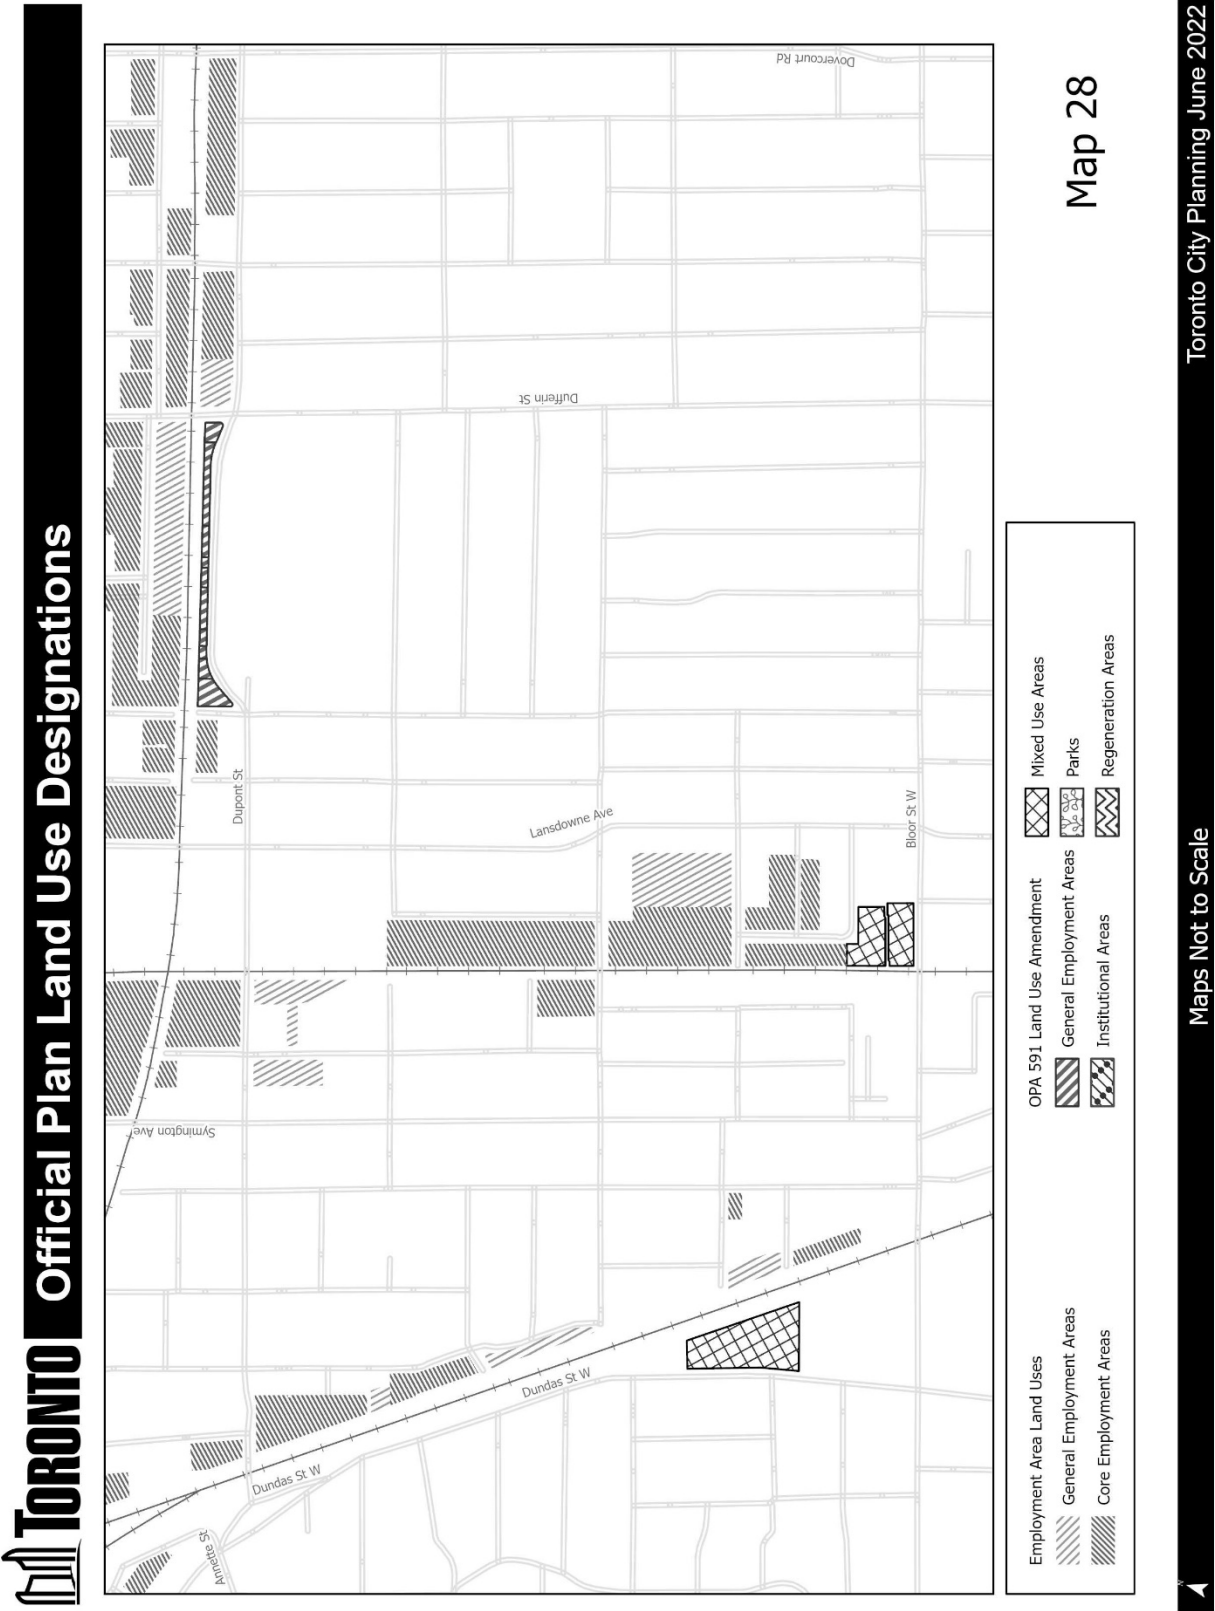 TORONTO
Official Plan Land Use Designations
Dovercourt Rd
Dufferin St
Dupont St
Lansdowne Ave
Bloor St W
Symington Ave
Dundas St W
Dundas St W
Annette St
Employment Area Land Uses
General Employment Areas
Core Employment Areas
OPA 591 Land Use Amendment
General Employment Areas
Institutional Areas
Mixed Use Areas
Parks
Regeneration Areas
Map 28
Maps Not to Scale
Toronto City Planning June 2022